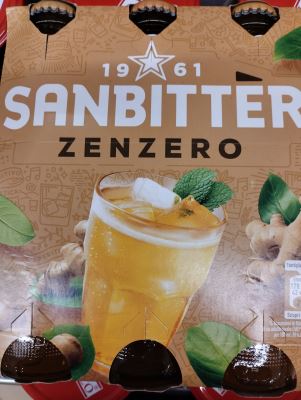 19 61
SANBITTÈR
ZENZERO